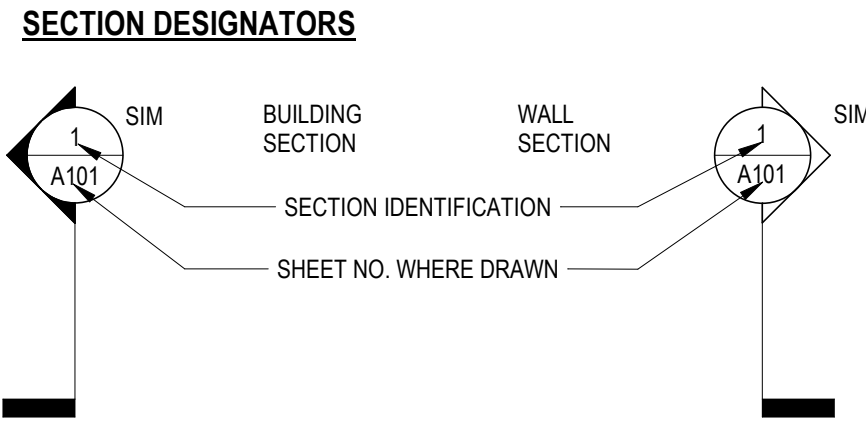 SECTION DESIGNATORS
SIM
BUILDING
SECTION
WALL
SECTION
SIM
1
A101
1
A101
SECTION IDENTIFICATION
SHEET NO. WHERE DRAWN